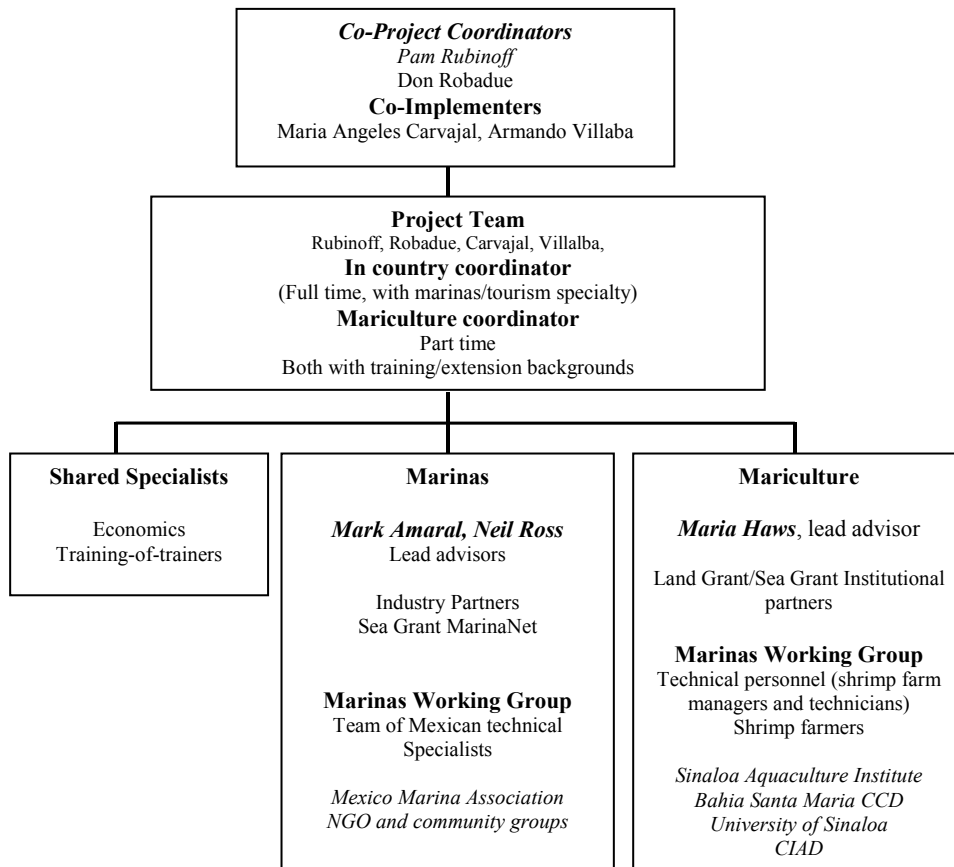 Co-Project Coordinators
Pam Rubinoff
Don Robadue
Co-Implementers
Maria Angeles Carvajal, Armando Villaba
Project Team
Rubinoff, Robadue, Carvajal, Villalba,
In country coordinator
(Full time, with marinas/tourism specialty)
Mariculture coordinator
Part time
Both with training/extension backgrounds
Shared Specialists
Economics
Training-of-trainers
Marinas
Mark Amaral, Neil Ross
Lead advisors
Industry Partners
Sea Grant MarinaNet
Marinas Working Group
Team of Mexican technical
Specialists
Mexico Marina Association
NGO and community groups
Mariculture
Maria Haws, lead advisor
Land Grant/Sea Grant Institutional
partners
Marinas Working Group
Technical personnel (shrimp farm
managers and technicians)
Shrimp farmers
Sinaloa Aquaculture Institute
Bahia Santa Maria CCD
University of Sinaloa
CIAD